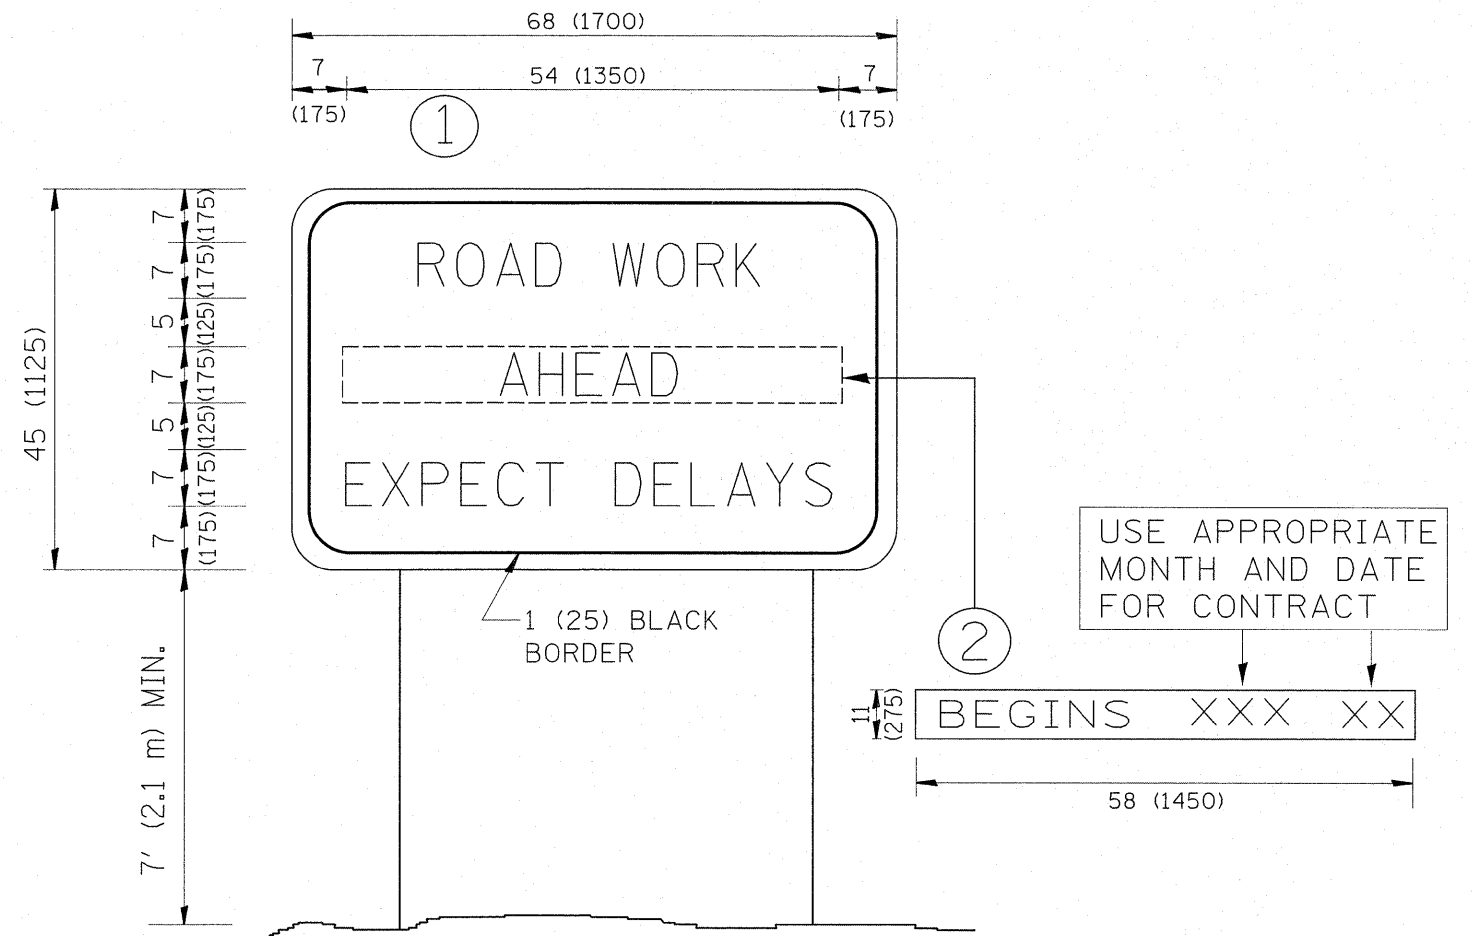 68 (1700)
7
54 (1350)
7
(175)
(175)
1
45 (1125)
7
(175)
7
(175)
5
(125)
7
(175)
5
(125)
7
(175)
7
(175)
ROAD WORK
AHEAD
EXPECT DELAYS
1 (25) BLACK
BORDER
7' (2.1 m) MIN.
2
USE APPROPRIATE
MONTH AND DATE
FOR CONTRACT
11
(275)
BEGINS XXX XX
58 (1450)